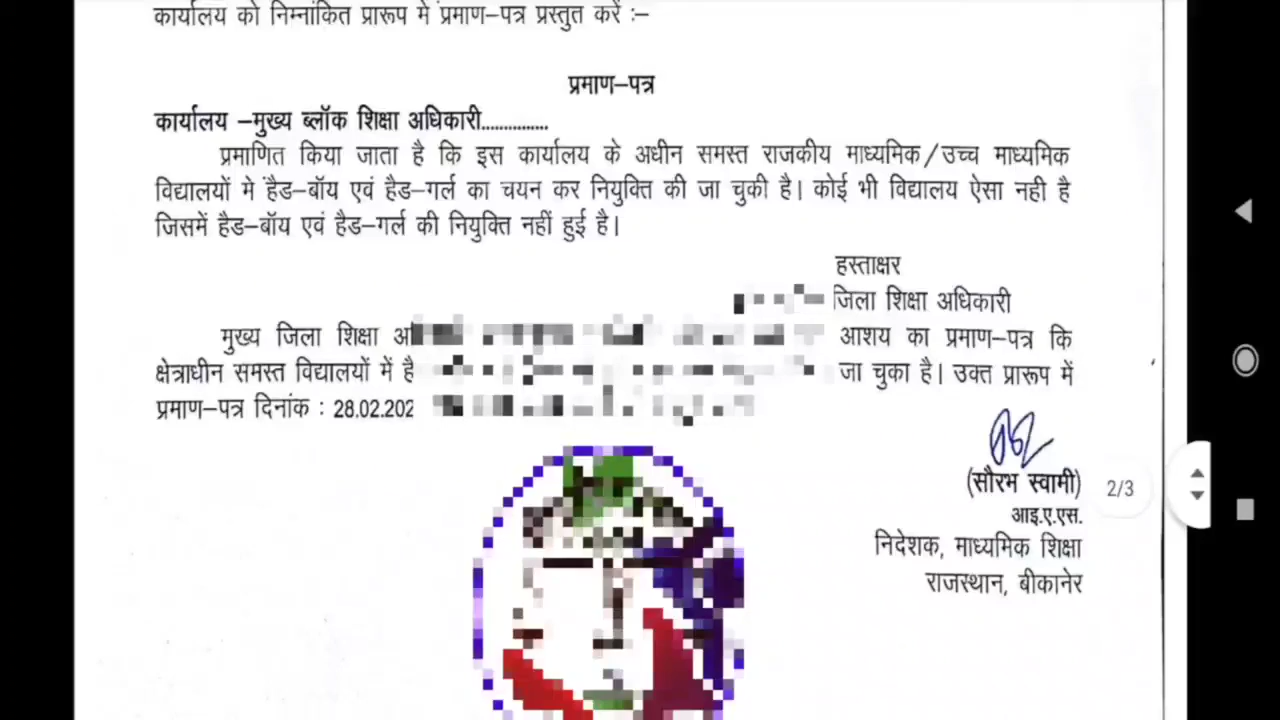 कार्यालय को निम्नांकित प्रारूप में प्रमाण–पत्र प्रस्तुत करें :–
प्रमाण–पत्र
कार्यालय –मुख्य ब्लॉक शिक्षा अधिकारी...............
प्रमाणित किया जाता है कि इस कार्यालय के अधीन समस्त राजकीय माध्यमिक/उच्च माध्यमिक
विद्यालयों मे हैड–बॉय एवं हैड–गर्ल का चयन कर नियुक्ति की जा चुकी है। कोई भी विद्यालय ऐसा नही है
जिसमें हैड–बॉय एवं हैड–गर्ल की नियुक्ति नहीं हुई है।
हस्ताक्षर
जिला शिक्षा अधिकारी
मुख्य जिला शिक्षा आशय का प्रमाण–पत्र कि
क्षेत्राधीन समस्त विद्यालयों में जा चुका है। उक्त प्रारूप में
प्रमाण–पत्र दिनांक : 28.02.202
(सौरभ स्वामी)
2/3
आइ.ए.एस.
निदेशक, माध्यमिक शिक्षा
राजस्थान, बीकानेर